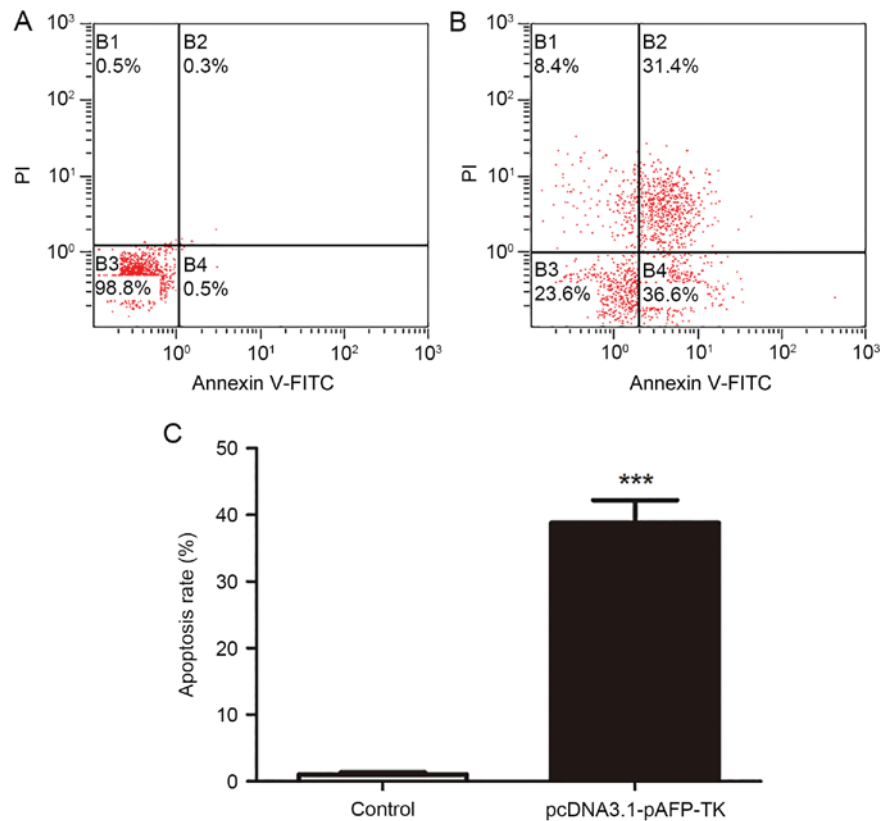 A
10³
10²
10¹
10⁰
PI
B1
0.5%
B2
0.3%
B3
98.8%
B4
0.5%
10⁰
10¹
10²
10³
Annexin V-FITC
B
10³
10²
10¹
10⁰
PI
B1
8.4%
B2
31.4%
B3
23.6%
B4
36.6%
10⁰
10¹
10²
10³
Annexin V-FITC
C
50
40
30
20
10
0
Apoptosis rate (%)
***
Control
pcDNA3.1-pAFP-TK